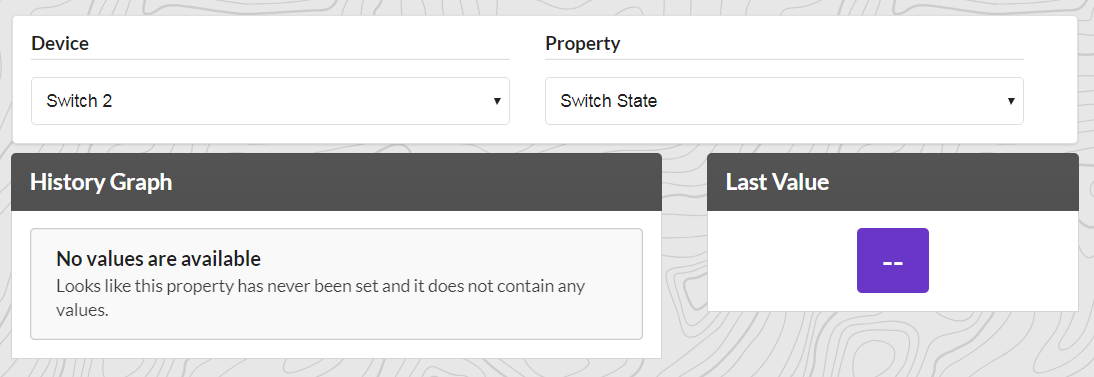 Device
Property
Switch 2
Switch State
History Graph
Last Value
No values are available
Looks like this property has never been set and it does not contain any
values.
--